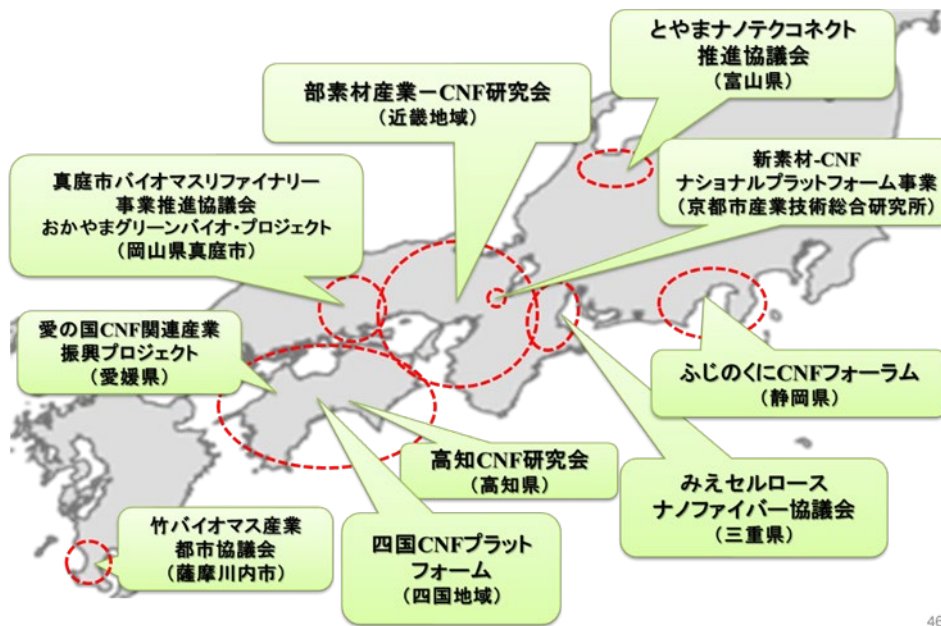 とやまナノテクコネクト
推進協議会
(富山県)
部素材産業－CNF研究会
(近畿地域)
新素材-CNF
ナショナルプラットフォーム事業
(京都市産業技術総合研究所)
真庭市バイオマスリファイナリー
事業推進協議会
おかやまグリーンバイオ・プロジェクト
(岡山県真庭市)
愛の国CNF関連産業
振興プロジェクト
(愛媛県)
ふじのくにCNFフォーラム
(静岡県)
高知CNF研究会
(高知県)
みえセルロース
ナノファイバー協議会
(三重県)
竹バイオマス産業
都市協議会
(薩摩川内市)
四国CNFプラット
フォーム
(四国地域)
46